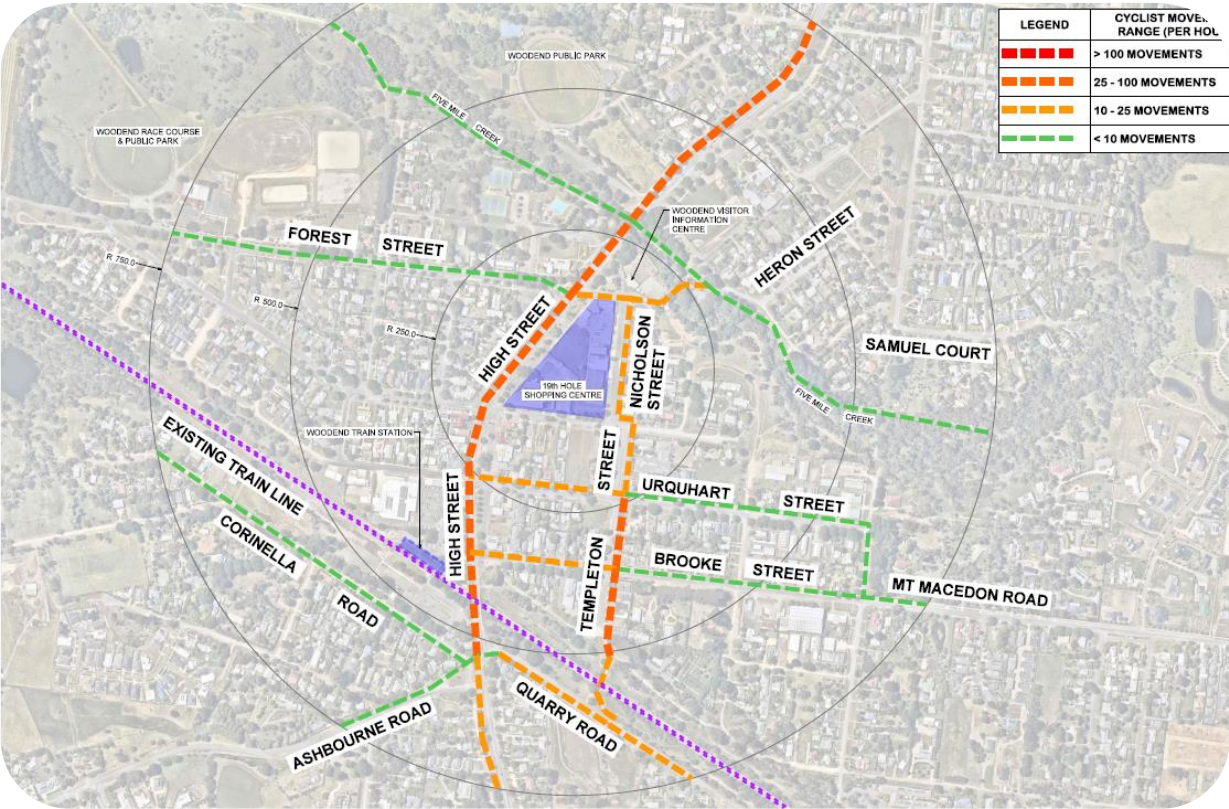 LEGEND
CYCLIST MOVE
RANGE (PER HOU
> 100 MOVEMENTS
25 - 100 MOVEMENTS
10 - 25 MOVEMENTS
< 10 MOVEMENTS
WOODEND PUBLIC PARK
FIVE MILE CREEK
WOODEND RACE COURSE
& PUBLIC PARK
WOODEND VISITOR
INFORMATION
CENTRE
FOREST STREET
HERON STREET
R 750.0
R 500.0
R 250.0
HIGH STREET
NICHOLSON
STREET
SAMUEL COURT
19th HOLE
SHOPPING CENTRE
FIVE MILE CREEK
WOODEND TRAIN STATION
EXISTING TRAIN LINE
STREET
URQUHART STREET
HIGH STREET
CORINELLA ROAD
TEMPLETON
BROOKE STREET
MT MACEDON ROAD
QUARRY ROAD
ASHBOURNE ROAD